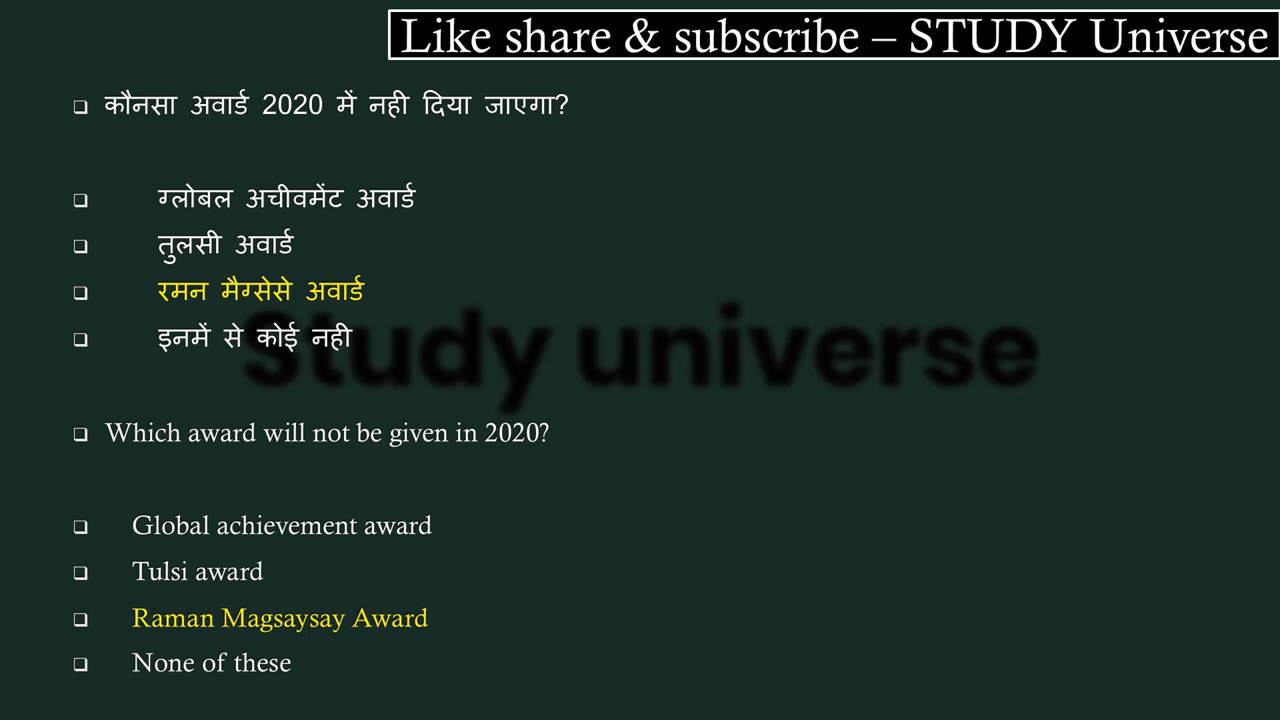 Like share & subscribe – STUDY Universe
कौनसा अवार्ड 2020 में नही दिया जाएगा?
ग्लोबल अचीवमेंट अवार्ड
तुलसी अवार्ड
रमन मैग्सेसे अवार्ड
इनमें से कोई नही
Study universe
Which award will not be given in 2020?
Global achievement award
Tulsi award
Raman Magsaysay Award
None of these